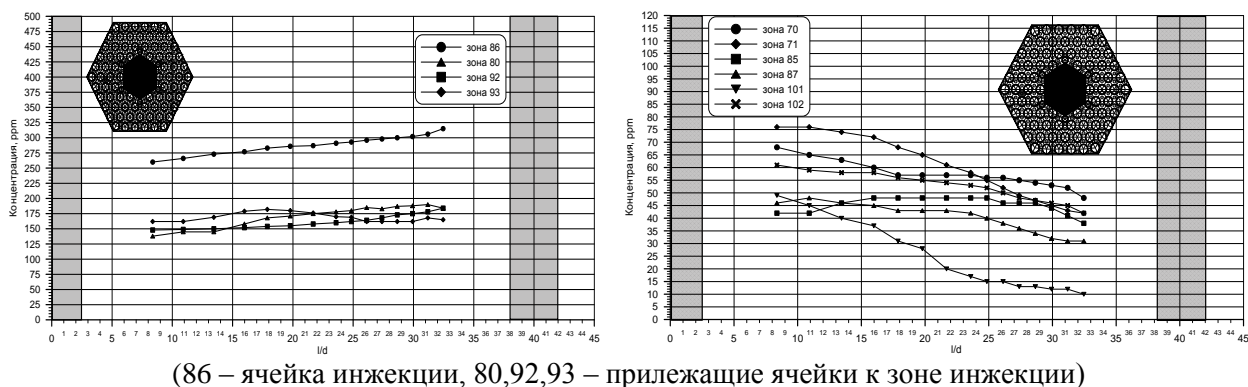 500
475
450
425
400
375
350
325
300
275
250
225
200
175
150
125
100
75
50
25
0
Концентрация, ppm
зона 86
зона 80
зона 92
зона 93
1 2 3 4 6 7 8 9 11 12 13 14 16 17 18 19 21 22 23 24 26 27 28 29 31 32 33 34 36 37 38 39 41 42 43 44
0 5 10 15 20 25 30 35 40 45
l/d
120
115
110
105
100
95
90
85
80
75
70
65
60
55
50
45
40
35
30
25
20
15
10
5
0
Концентрация, ppm
зона 70
зона 71
зона 85
зона 87
зона 101
зона 102
1 2 3 4 6 7 8 9 11 12 13 14 16 17 18 19 21 22 23 24 26 27 28 29 31 32 33 34 36 37 38 39 41 42 43 44
0 5 10 15 20 25 30 35 40 45
l/d
(86 – ячейка инжекции, 80,92,93 – прилежащие ячейки к зоне инжекции)